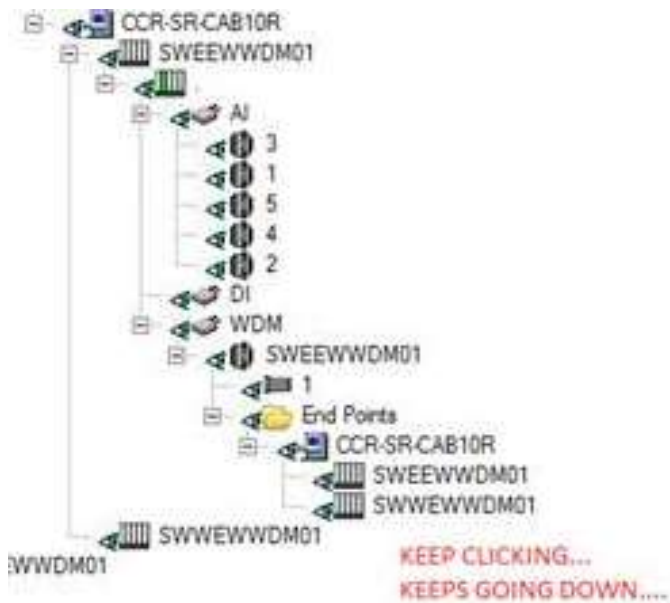 CCR-SR-CAB10R
SWEEWWDM01
.
AI
3
1
5
4
2
DI
WDM
SWEEWWDM01
1
End Points
CCR-SR-CAB10R
SWEEWWDM01
SWWEWWDM01
SWWEWWDM01
EWWDM01
KEEP CLICKING...
KEEPS GOING DOWN....